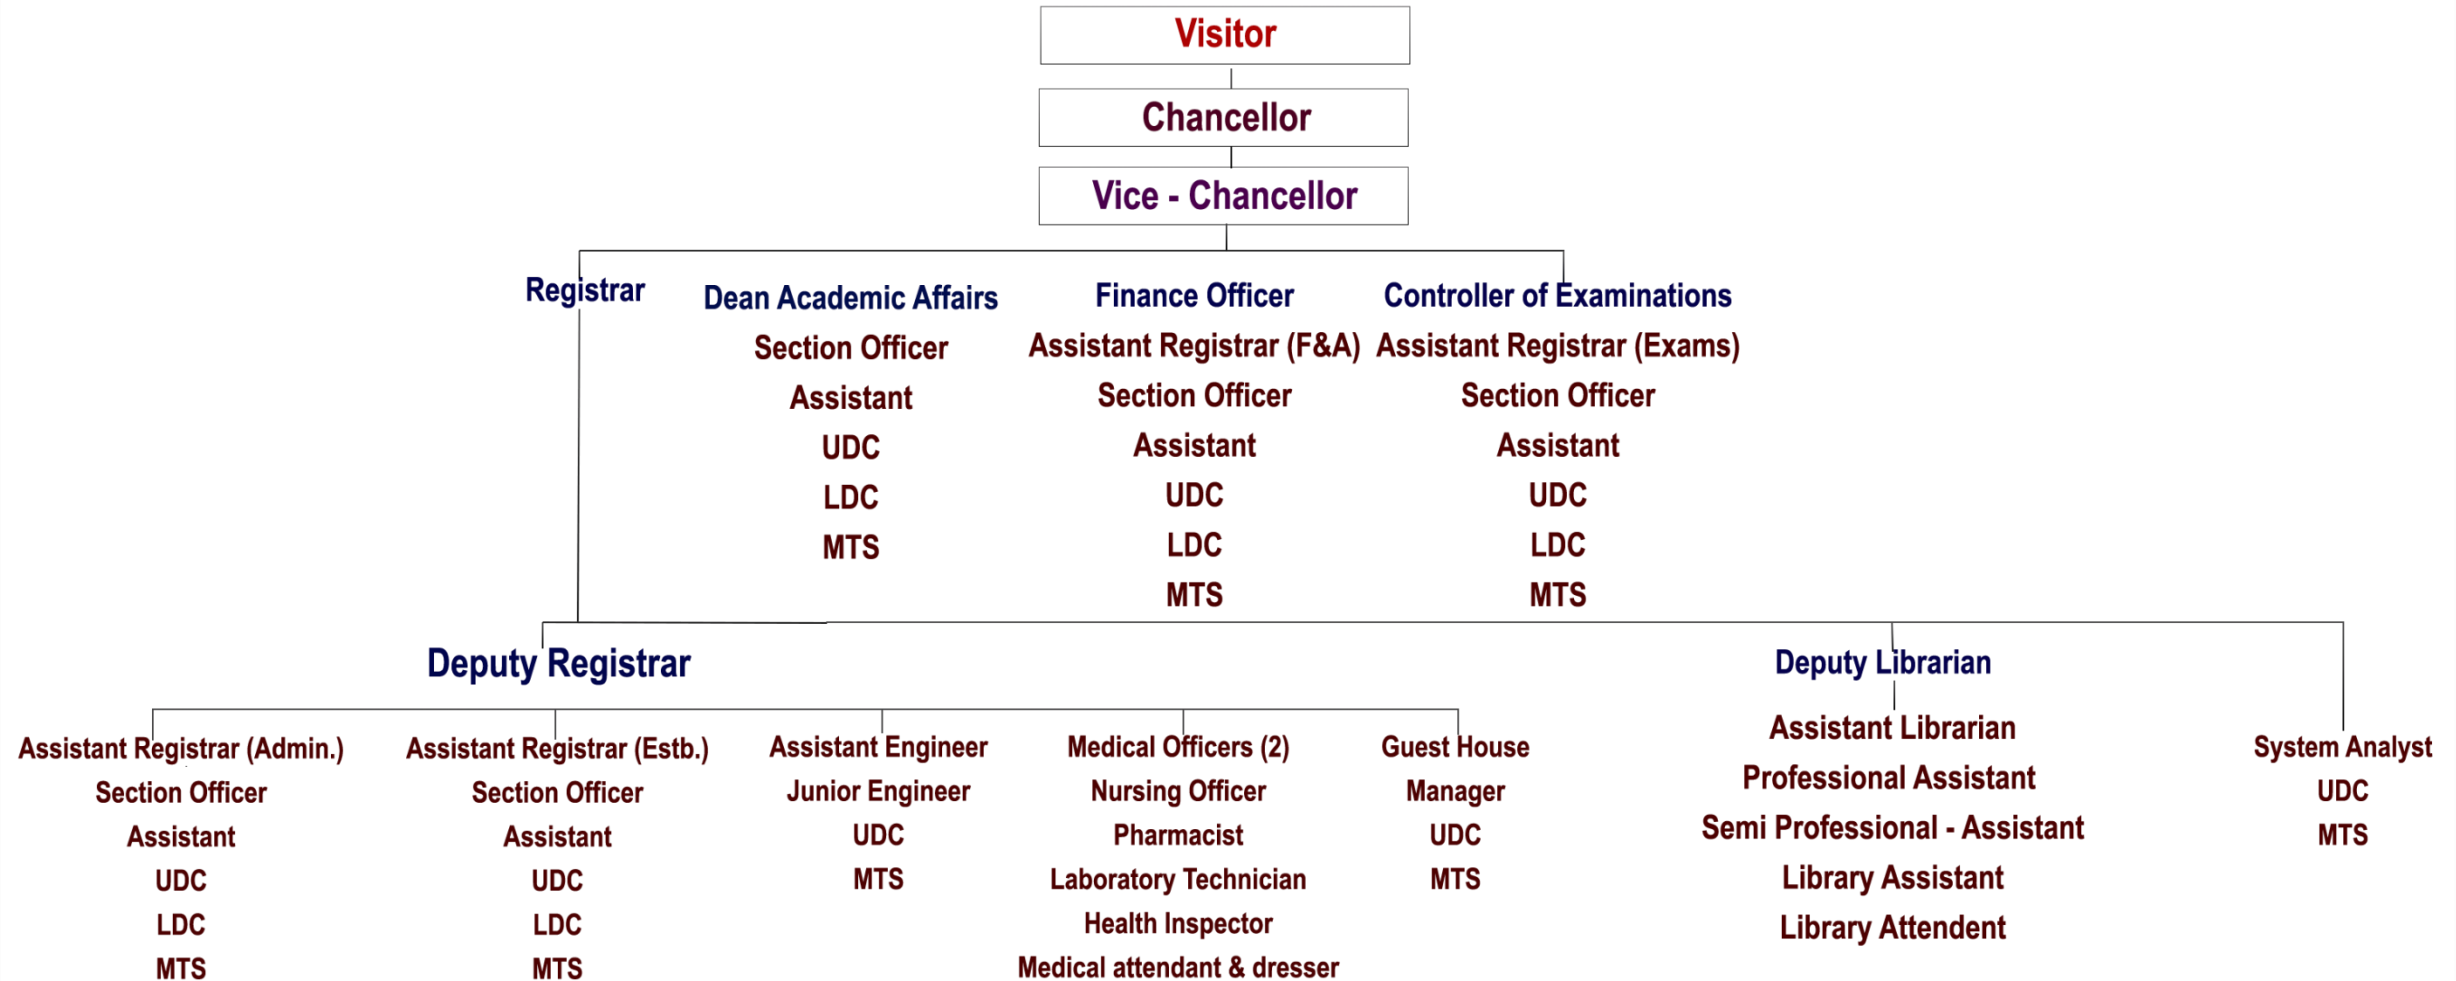 Visitor
Chancellor
Vice - Chancellor
Registrar
Dean Academic Affairs
Section Officer
Assistant
UDC
LDC
MTS
Finance Officer
Assistant Registrar (F&A)
Section Officer
Assistant
UDC
LDC
MTS
Controller of Examinations
Assistant Registrar (Exams)
Section Officer
Assistant
UDC
LDC
MTS
Deputy Registrar
Assistant Registrar (Admin.)
Section Officer
Assistant
UDC
LDC
MTS
Assistant Registrar (Estb.)
Section Officer
Assistant
UDC
LDC
MTS
Assistant Engineer
Junior Engineer
UDC
MTS
Medical Officers (2)
Nursing Officer
Pharmacist
Laboratory Technician
Health Inspector
Medical attendant & dresser
Guest House
Manager
UDC
MTS
Deputy Librarian
Assistant Librarian
Professional Assistant
Semi Professional - Assistant
Library Assistant
Library Attendent
System Analyst
UDC
MTS